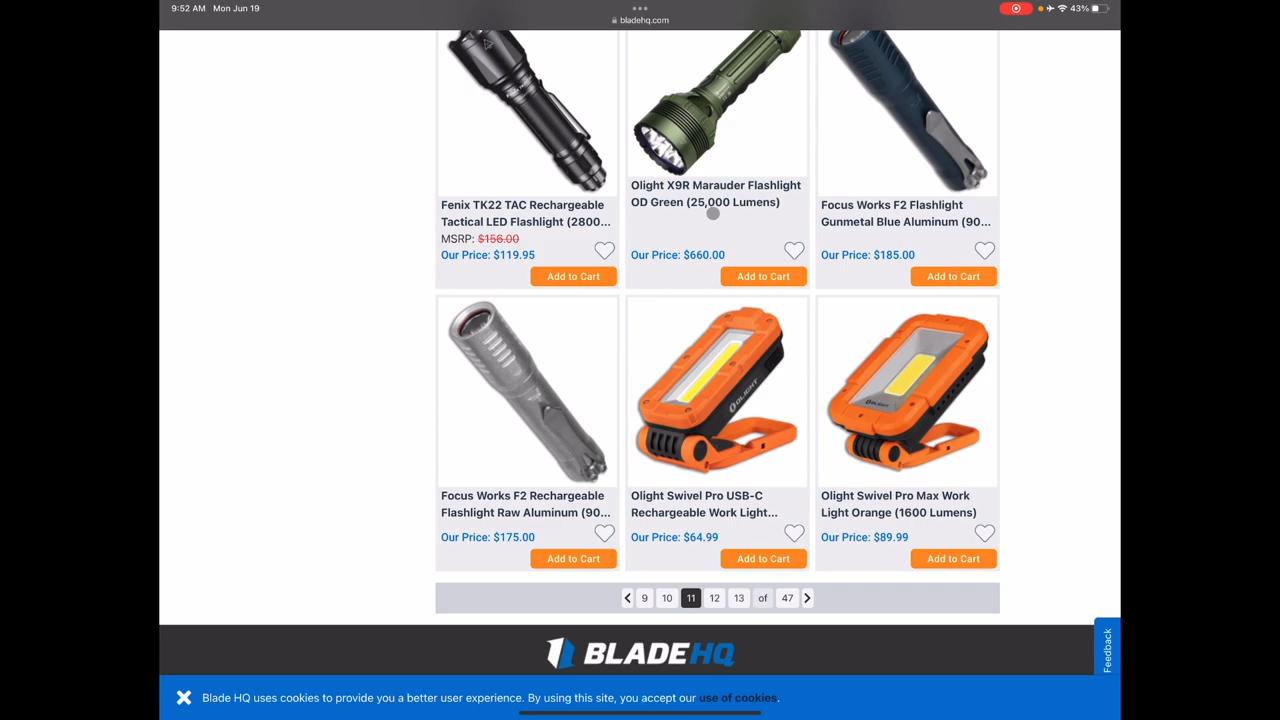 9:52 AM Mon Jun 19
43%
bladehq.com
Fenix TK22 TAC Rechargeable
Tactical LED Flashlight (2800...
MSRP: $156.00
Our Price: $119.95
Add to Cart
Olight X9R Marauder Flashlight
OD Green (25,000 Lumens)
Our Price: $660.00
Add to Cart
Focus Works F2 Flashlight
Gunmetal Blue Aluminum (90...
Our Price: $185.00
Add to Cart
Focus Works F2 Rechargeable
Flashlight Raw Aluminum (90...
Our Price: $175.00
Add to Cart
OLIGHT
Olight Swivel Pro USB-C
Rechargeable Work Light...
Our Price: $64.99
Add to Cart
OLIGHT
Olight Swivel Pro Max Work
Light Orange (1600 Lumens)
Our Price: $89.99
Add to Cart
9 10 11 12 13 of 47
Feedback
BLADEHQ
Blade HQ uses cookies to provide you a better user experience. By using this site, you accept our use of cookies.